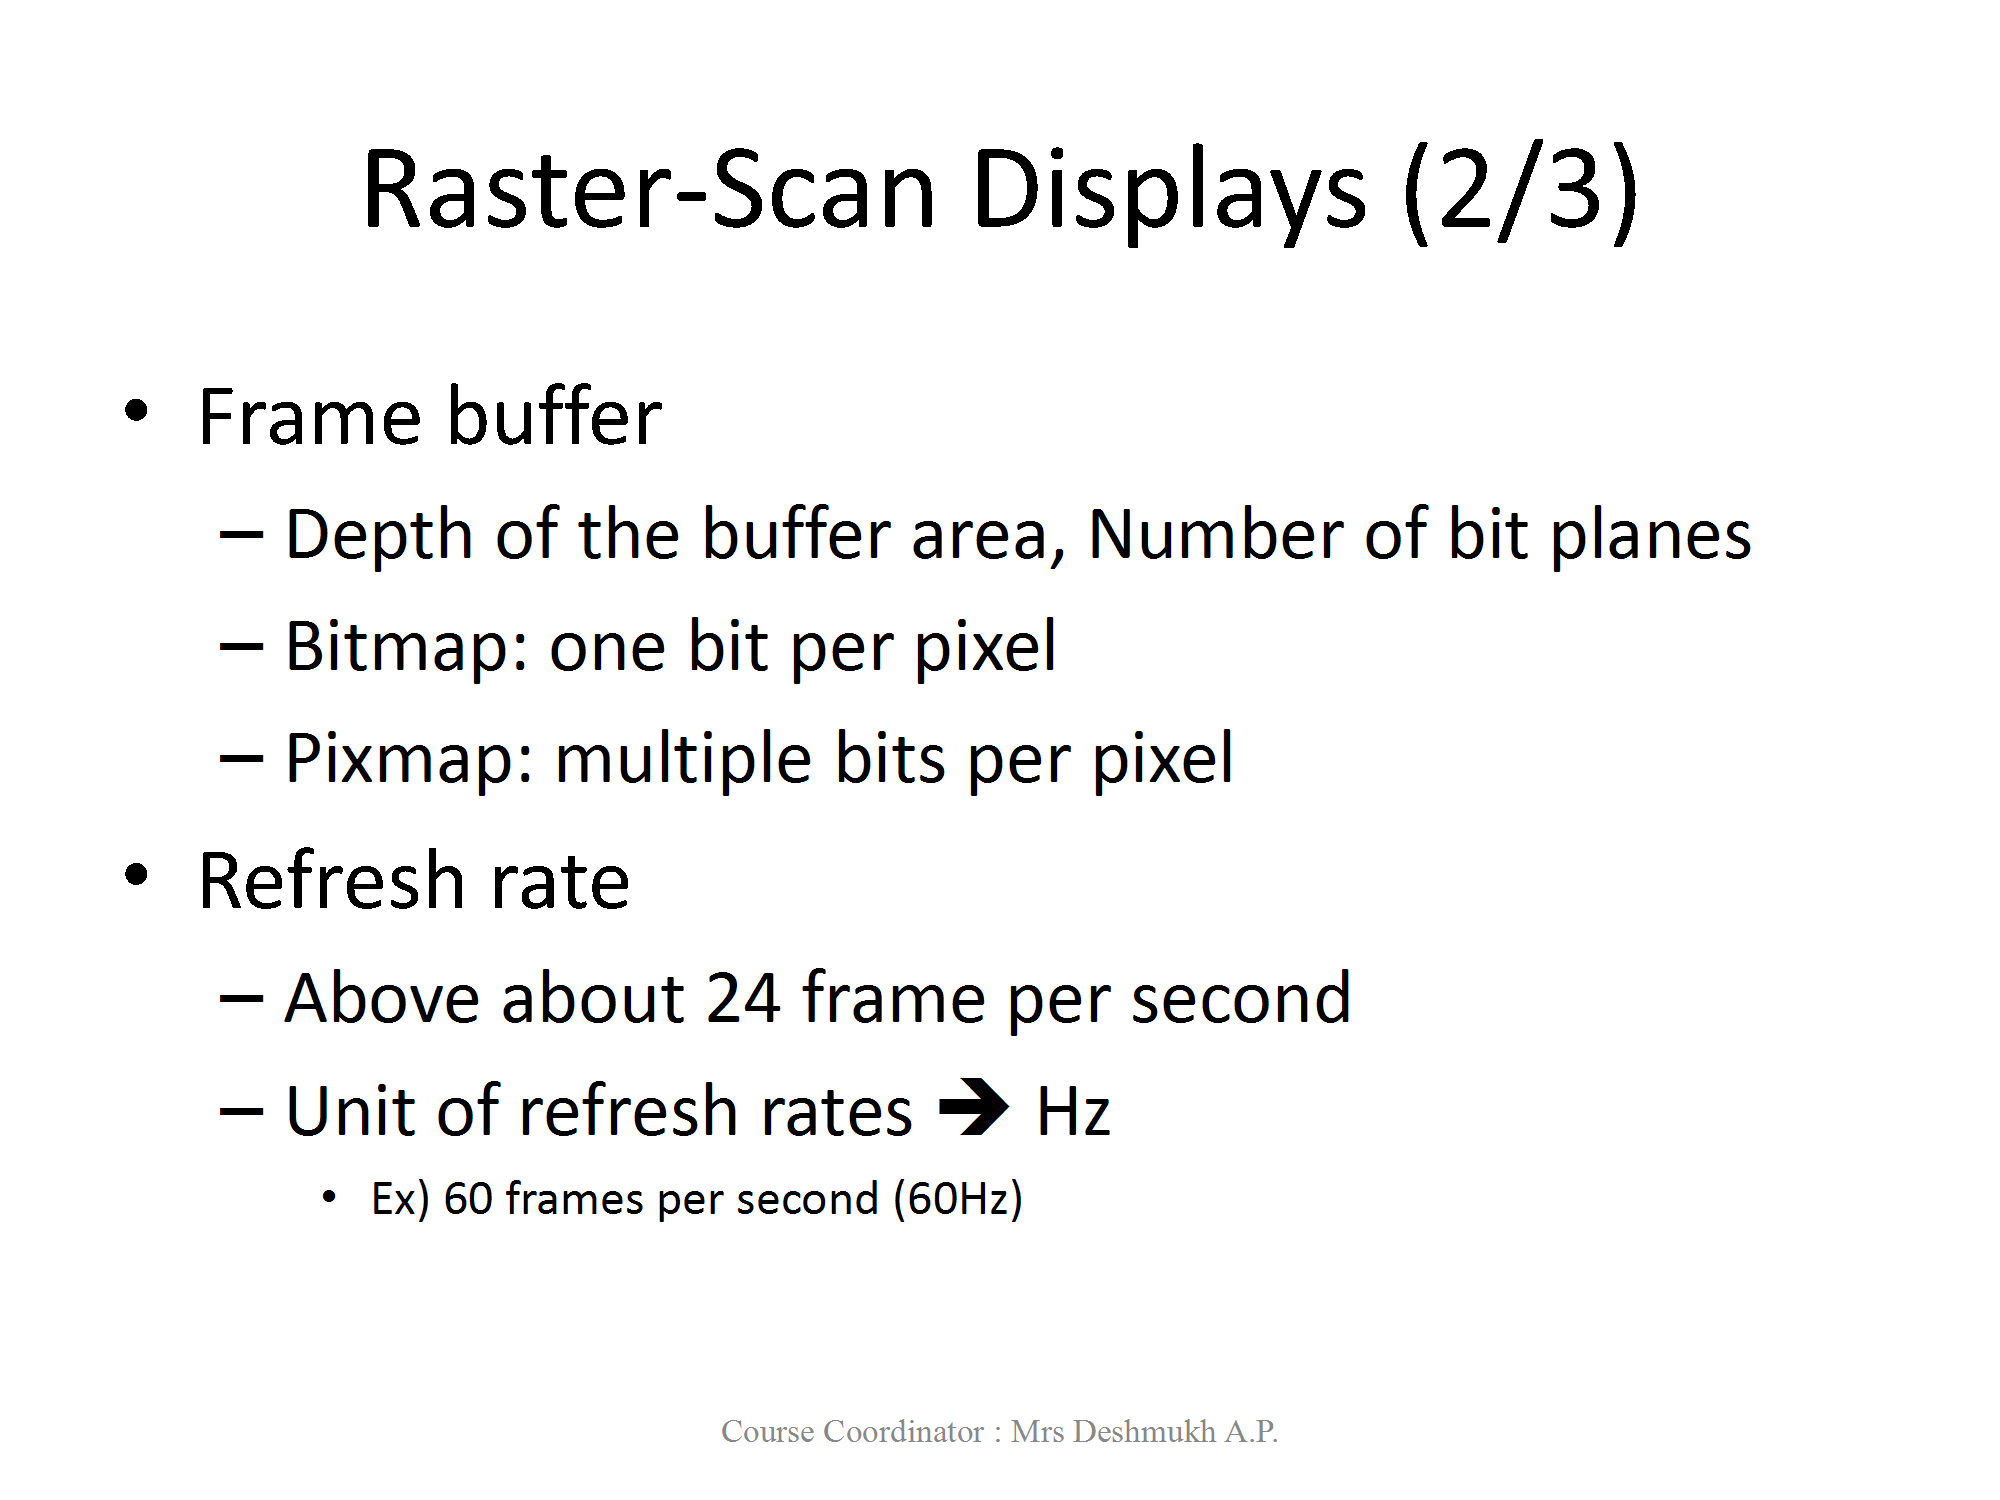 Raster-Scan Displays (2/3)
• Frame buffer
– Depth of the buffer area, Number of bit planes
– Bitmap: one bit per pixel
– Pixmap: multiple bits per pixel
• Refresh rate
– Above about 24 frame per second
– Unit of refresh rates ➔ Hz
• Ex) 60 frames per second (60Hz)
Course Coordinator : Mrs Deshmukh A.P.